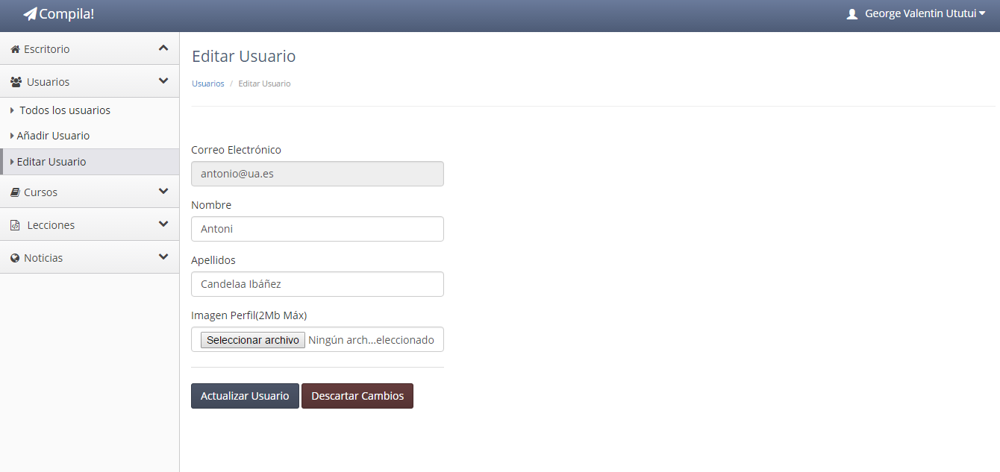 Compila!
George Valentin Ututui
Escritorio
Usuarios
Todos los usuarios
Añadir Usuario
Editar Usuario
Cursos
Lecciones
Noticias
Editar Usuario
Usuarios / Editar Usuario
Correo Electrónico
antonio@ua.es
Nombre
Antoni
Apellidos
Candelaa Ibáñez
Imagen Perfil(2Mb Máx)
Seleccionar archivo Ningún arch...eleccionado
Actualizar Usuario Descartar Cambios